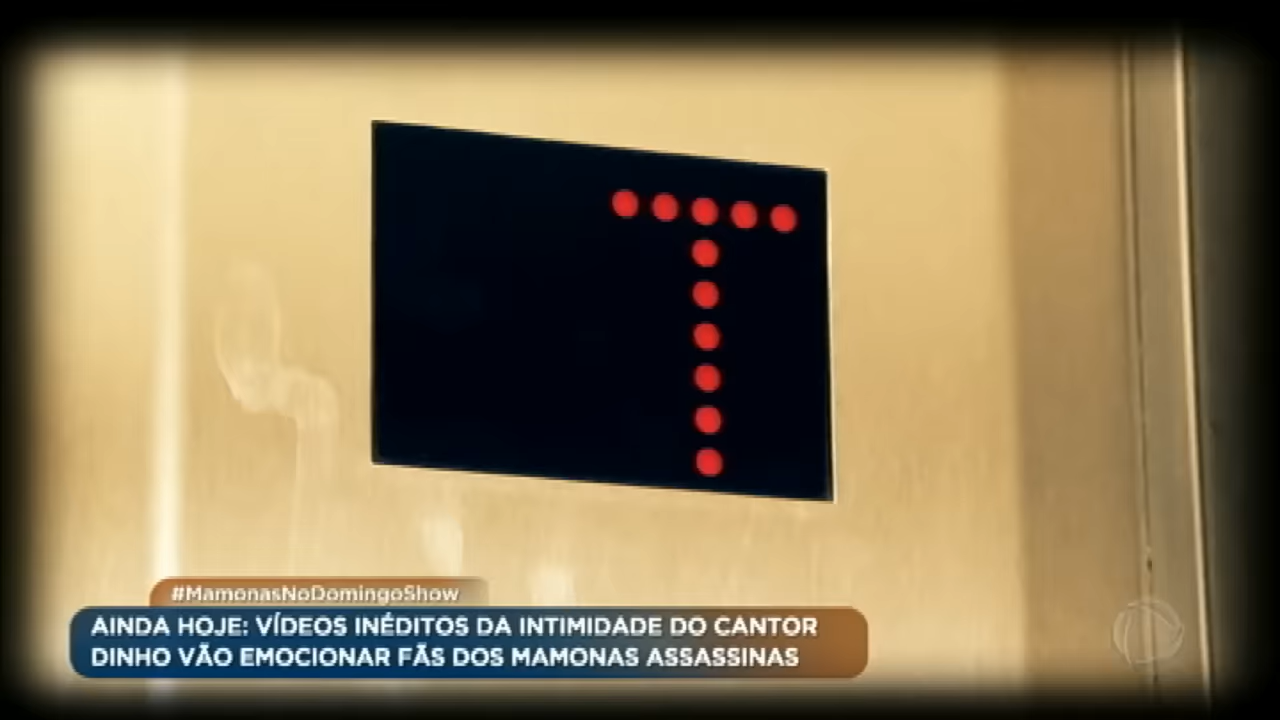 T
#MamonasNoDomingoShow
AINDA HOJE: VÍDEOS INÉDITOS DA INTIMIDADE DO CANTOR
DINHO VÃO EMOCIONAR FÃS DOS MAMONAS ASSASSINAS